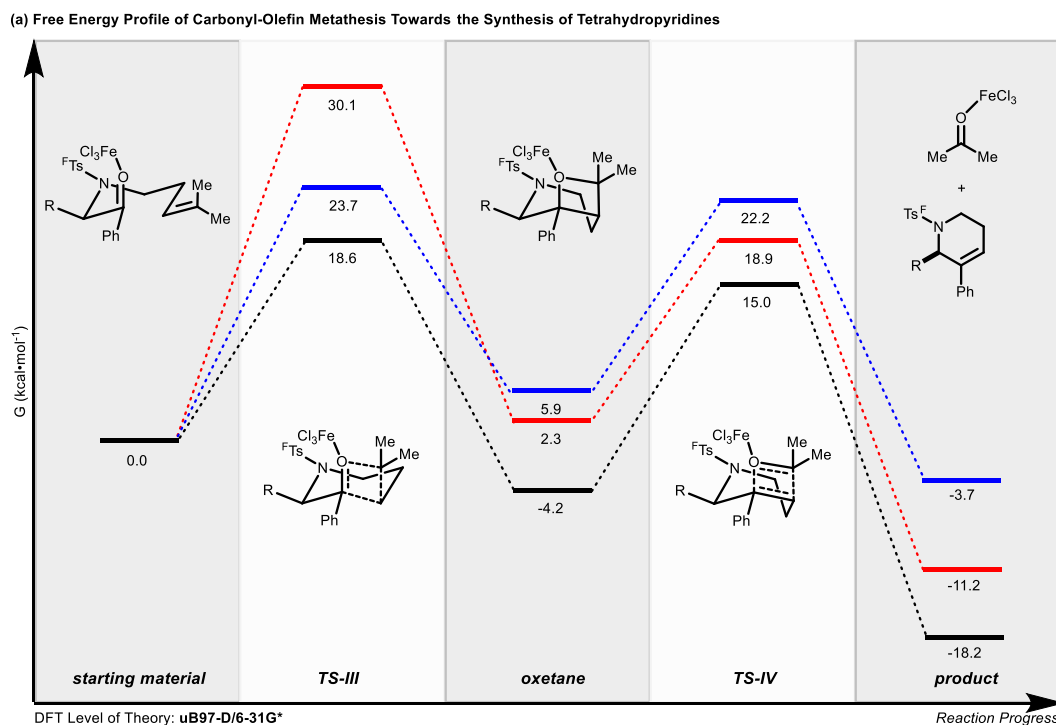 (a) Free Energy Profile of Carbonyl-Olefin Metathesis Towards the Synthesis of Tetrahydropyridines
30.1
FeCl3
Cl3Fe
FTs
N
O
Me
Me
R
Ph
Cl3Fe
FTs
N
O
Me
Me
R
Ph
O
Me
Me
+
23.7
22.2
TsF
N
R
Ph
18.6
18.9
15.0
G (kcal•mol-1)
5.9
2.3
0.0
-4.2
-3.7
Cl3Fe
FTs
N
O
Me
Me
R
Ph
Cl3Fe
FTs
N
O
Me
Me
R
Ph
-11.2
-18.2
starting material
TS-III
oxetane
TS-IV
product
DFT Level of Theory: uB97-D/6-31G*
Reaction Progress